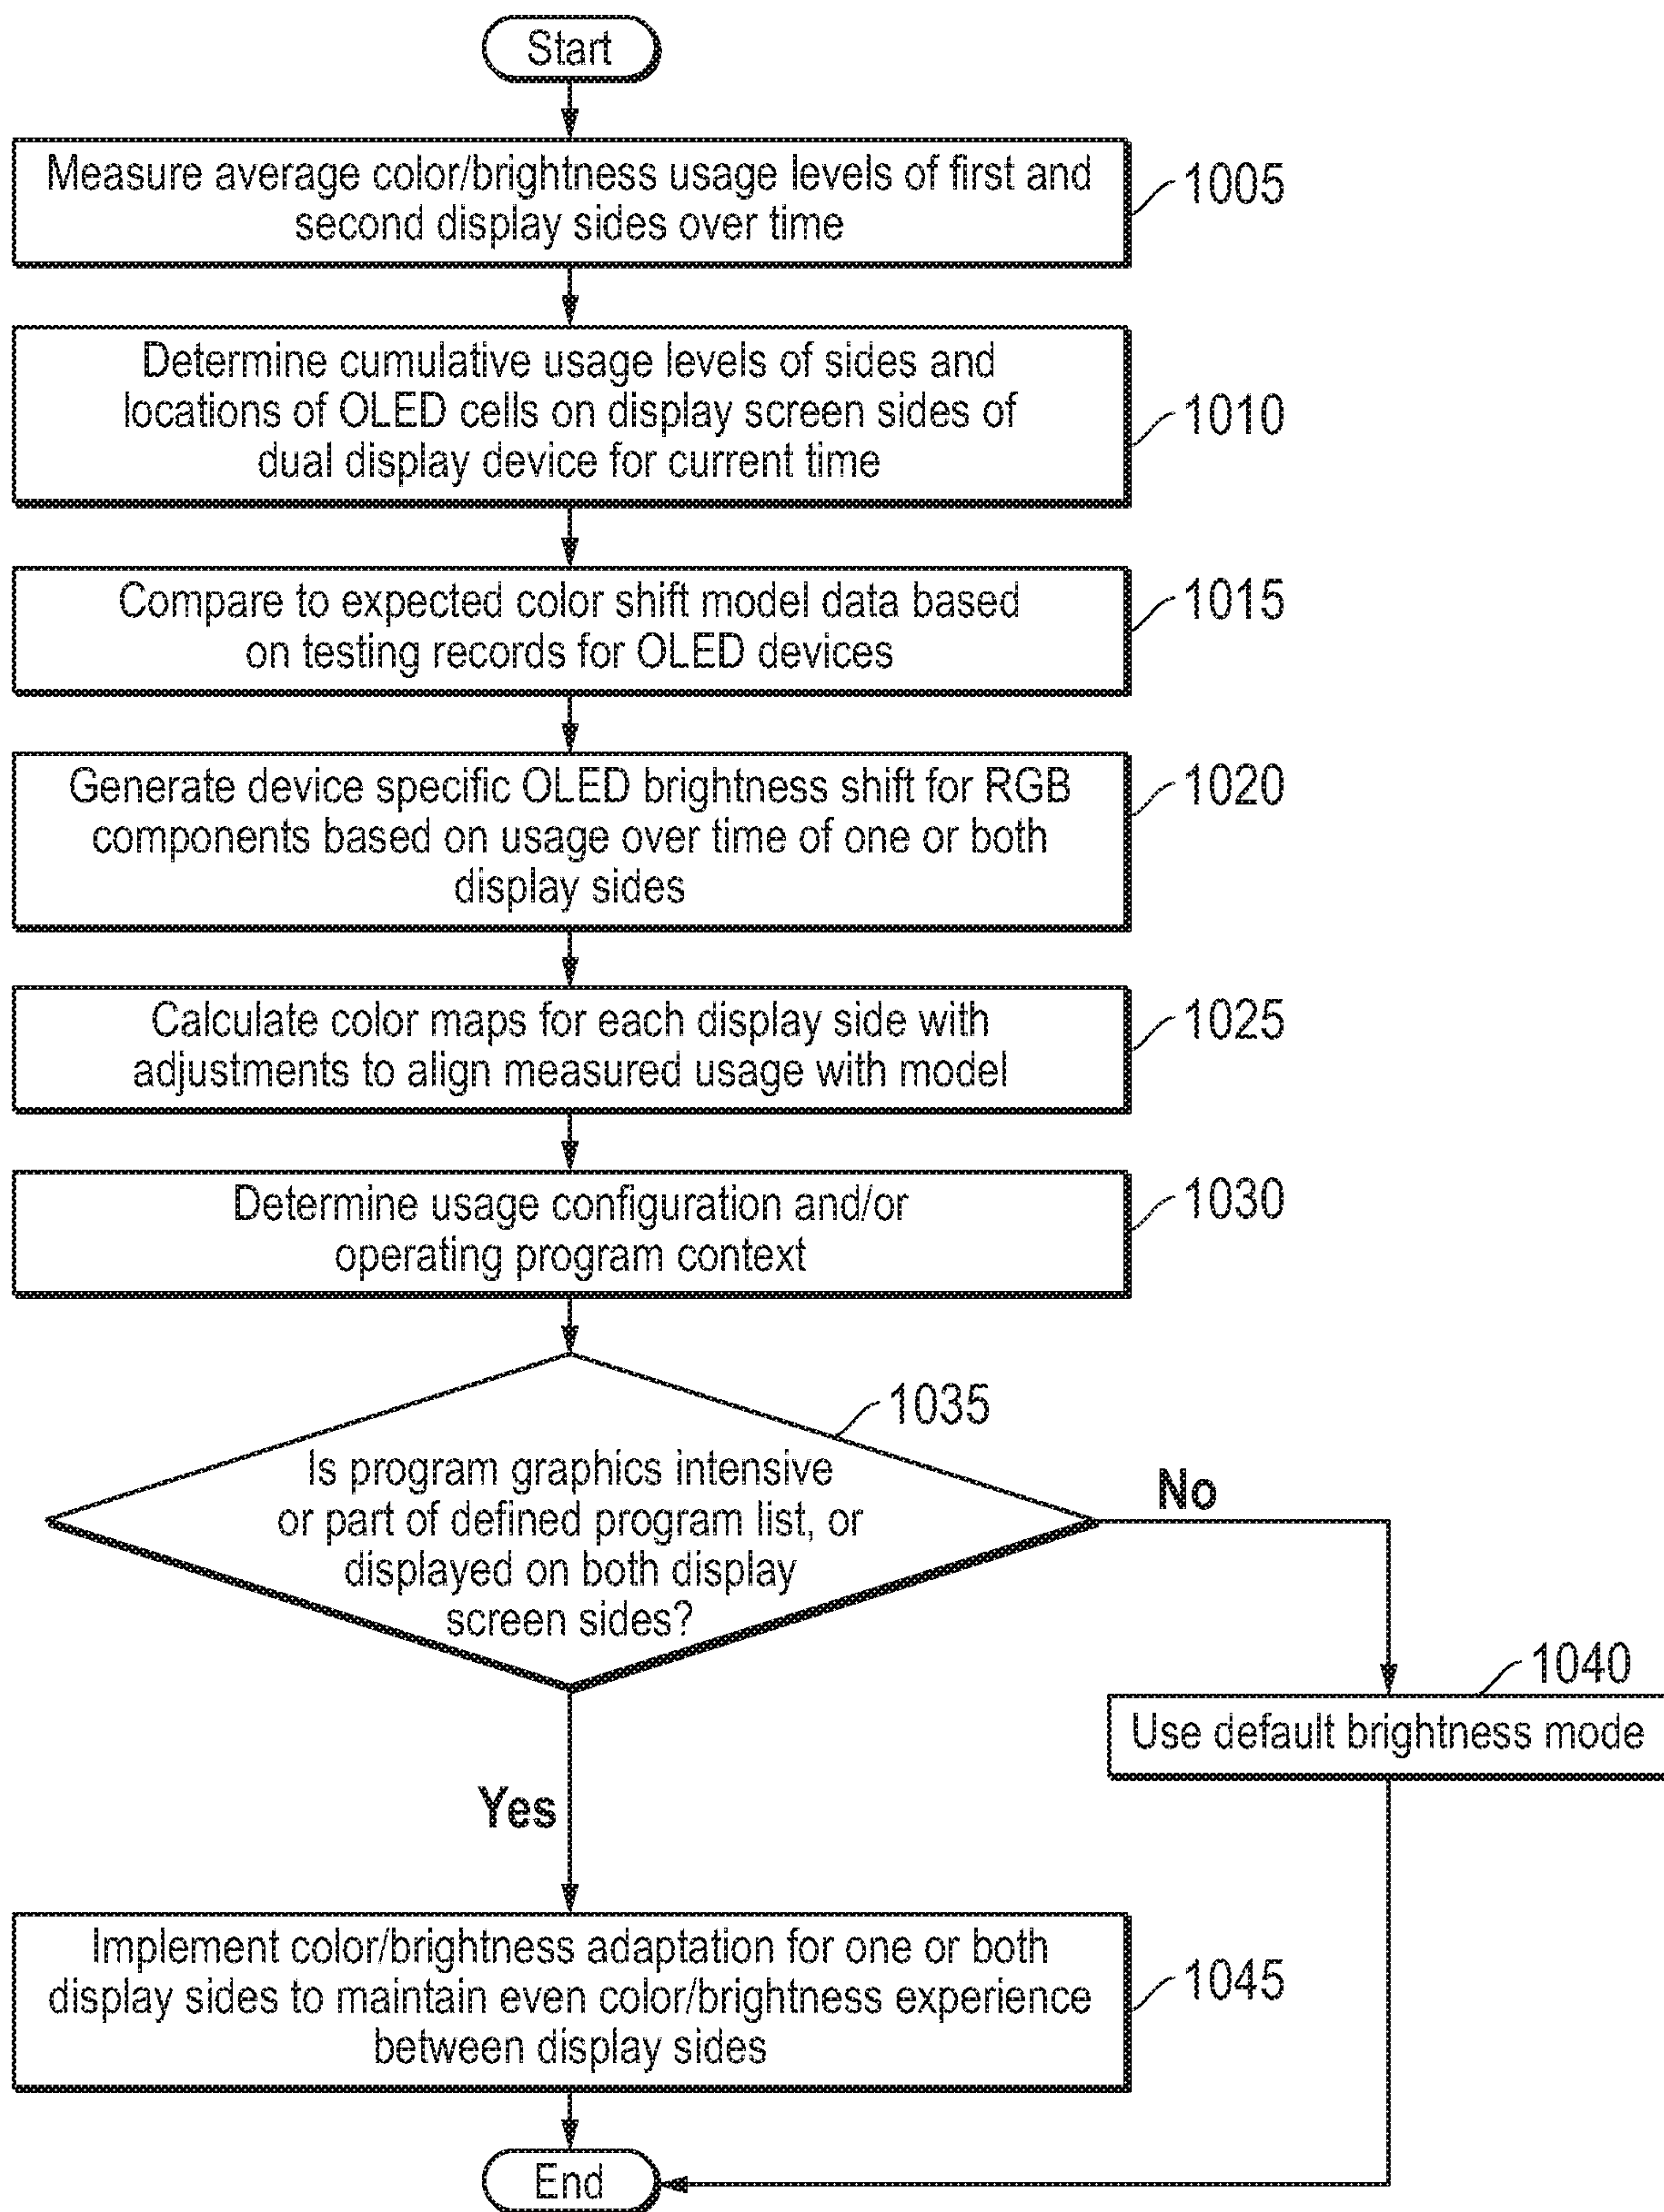 Start
Measure average color/brightness usage levels of first and
second display sides over time
1005
Determine cumulative usage levels of sides and
locations of OLED cells on display screen sides of
dual display device for current time
1010
Compare to expected color shift model data based
on testing records for OLED devices
1015
Generate device specific OLED brightness shift for RGB
components based on usage over time of one or both
display sides
1020
Calculate color maps for each display side with
adjustments to align measured usage with model
1025
Determine usage configuration and/or
operating program context
1030
1035
Is program graphics intensive
or part of defined program list, or
displayed on both display
screen sides?
No
1040
Use default brightness mode
Yes
Implement color/brightness adaptation for one or both
display sides to maintain even color/brightness experience
between display sides
1045
End